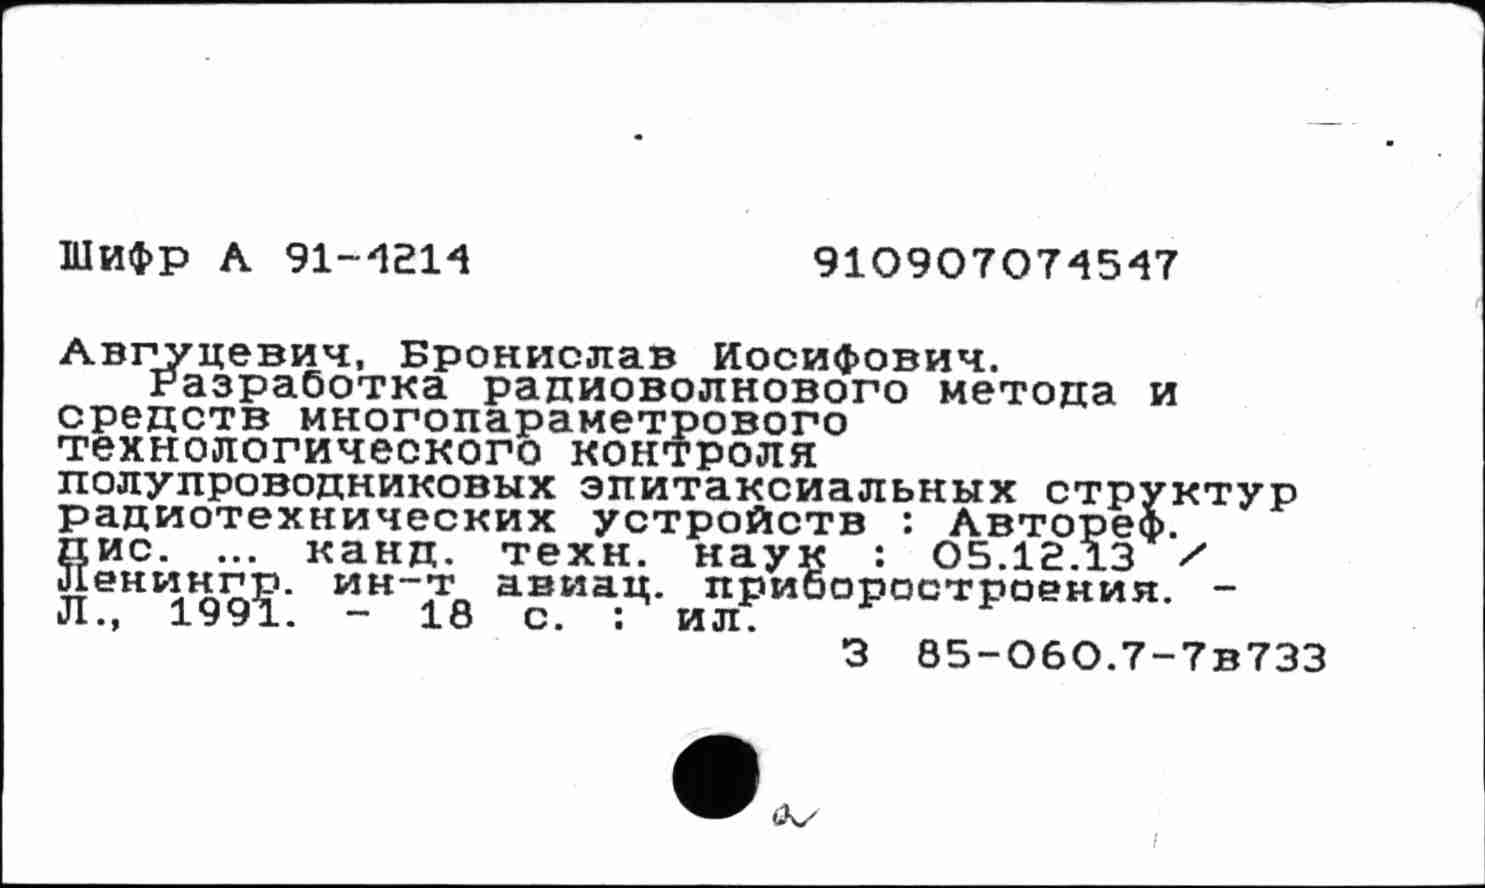 Шифр А 91-4214 910907074547
Авгуцевич, Бронислав Иосифович.
Разработка радиоволнового метода и
средств многопараметрового
технологического контроля
полупроводниковых эпитаксиальных структур
радиотехнических устройств : Автореф.
дис. ... канд. техн. наук : 05.12.13 /
Ленингр. ин-т авиац. приборостроения. -
Л., 1991. - 18 с. : ил.
З 85-060.7-7в733